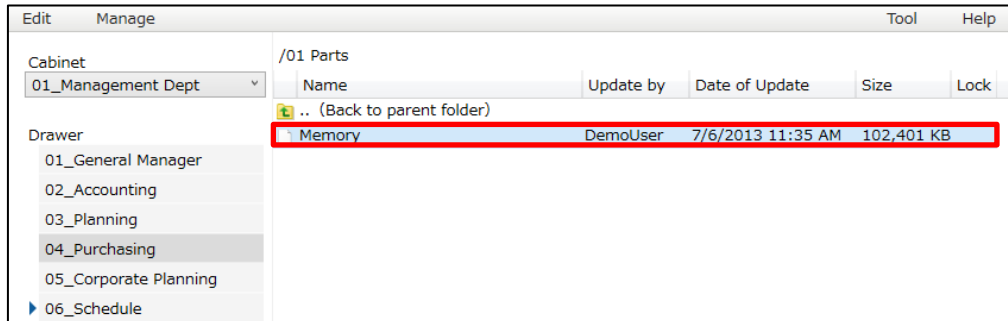 Edit Manage Tool Help
Cabinet
01_Management Dept
Drawer
01_General Manager
02_Accounting
03_Planning
04_Purchasing
05_Corporate Planning
06_Schedule
/01 Parts
Name Update by Date of Update Size Lock
.. (Back to parent folder)
Memory DemoUser 7/6/2013 11:35 AM 102,401 KB